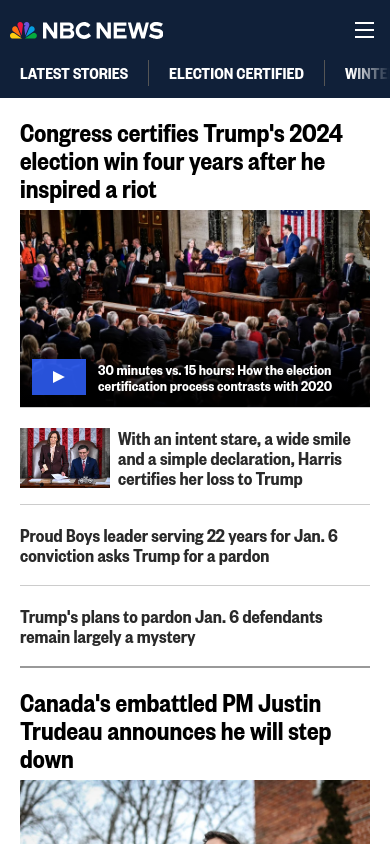 NBC NEWS
LATEST STORIES
ELECTION CERTIFIED
Congress certifies Trump's 2024
election win four years after he
inspired a riot
30 minutes vs. 15 hours: How the election
certification process contrasts with 2020
With an intent stare, a wide smile
and a simple declaration, Harris
certifies her loss to Trump
Proud Boys leader serving 22 years for Jan. 6
conviction asks Trump for a pardon
Trump's plans to pardon Jan. 6 defendants
remain largely a mystery
Canada's embattled PM Justin
Trudeau announces he will step
down